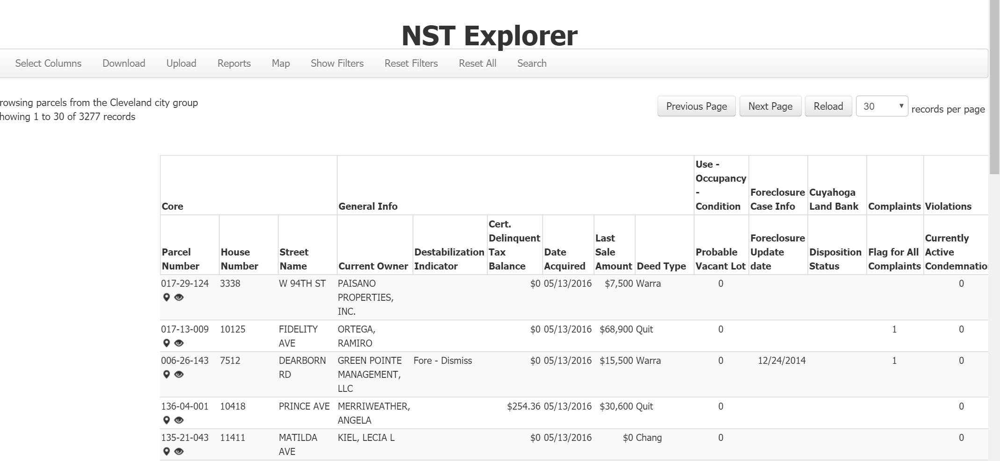 NST Explorer
Select Columns Download Upload Reports Map Show Filters Reset Filters Reset All Search
rowsing parcels from the Cleveland city group
howing 1 to 30 of 3277 records
Previous Page Next Page Reload 30 records per page
Core General Info Use - Occupancy - Condition Foreclosure Case Info Cuyahoga Land Bank Complaints Violations
Parcel Number House Number Street Name Current Owner Destabilization Indicator Cert. Delinquent Tax Balance Date Acquired Last Sale Amount Deed Type Probable Vacant Lot Foreclosure Update date Disposition Status Flag for All Complaints Currently Active Condemnatio
017-29-124 3338 W 94TH ST PAISANO PROPERTIES, INC. $0 05/13/2016 $7,500 Warra 0 0
017-13-009 10125 FIDELITY AVE ORTEGA, RAMIRO $0 05/13/2016 $68,900 Quit 0 1 0
006-26-143 7512 DEARBORN RD GREEN POINTE MANAGEMENT, LLC Fore - Dismiss $0 05/13/2016 $15,500 Warra 0 12/24/2014 1 0
136-04-001 10418 PRINCE AVE MERRIWEATHER, ANGELA $254.36 05/13/2016 $30,600 Quit 0 0
135-21-043 11411 MATILDA AVE KIEL, LECIA L $0 05/13/2016 $0 Chang 0 0